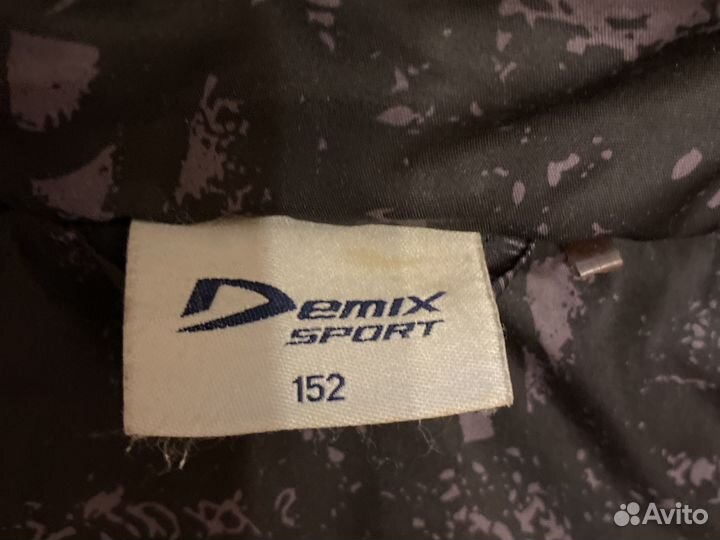 Demix
SPORT
152
Avito